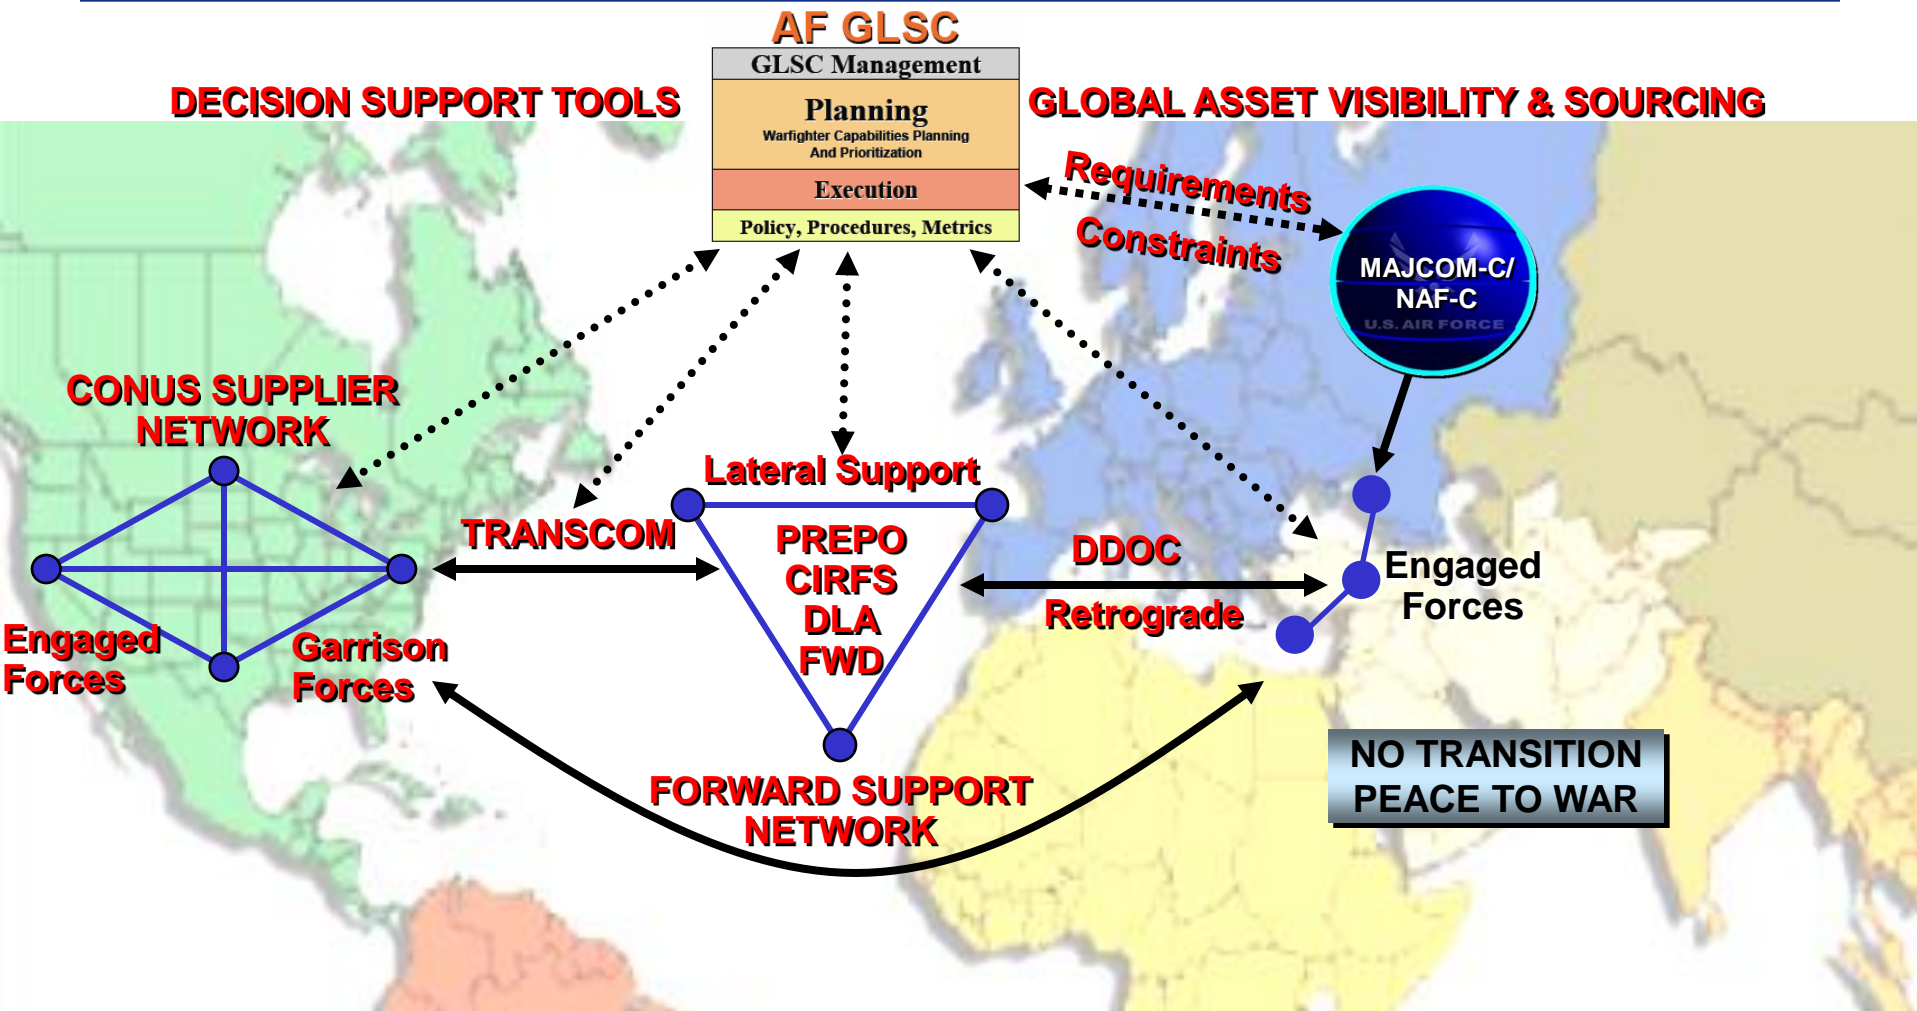 AF GLSC
GLSC Management
DECISION SUPPORT TOOLS
Planning
Warfighter Capabilities Planning
And Prioritization
Execution
Policy, Procedures, Metrics
GLOBAL ASSET VISIBILITY & SOURCING
Requirements
Constraints
MAJCOM-C/
NAF-C
U.S. AIR FORCE
CONUS SUPPLIER
NETWORK
Engaged
Forces
Garrison
Forces
TRANSCOM
Lateral Support
PREPO
CIRFS
DLA
FWD
FORWARD SUPPORT
NETWORK
DDOC
Retrograde
Engaged
Forces
NO TRANSITION
PEACE TO WAR